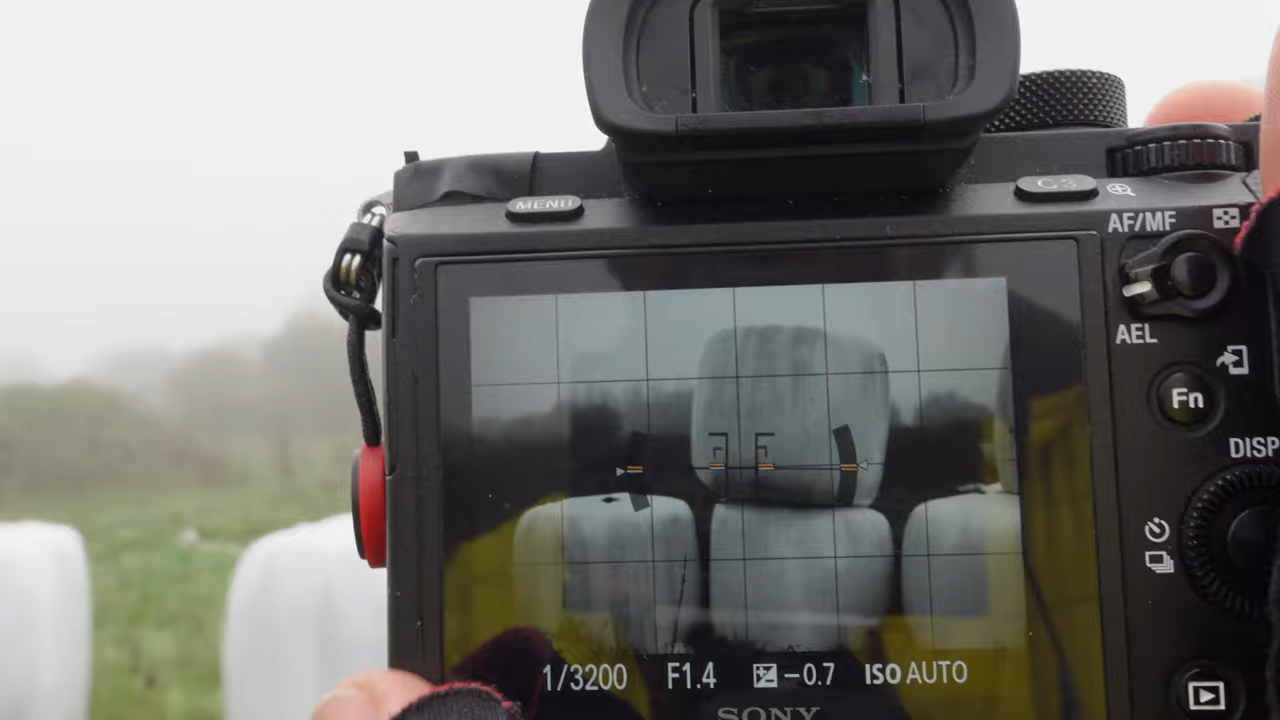 MENU
C3
AF/MF
AEL
Fn
DISP
1/3200 F1.4 -0.7 ISO AUTO
SONY